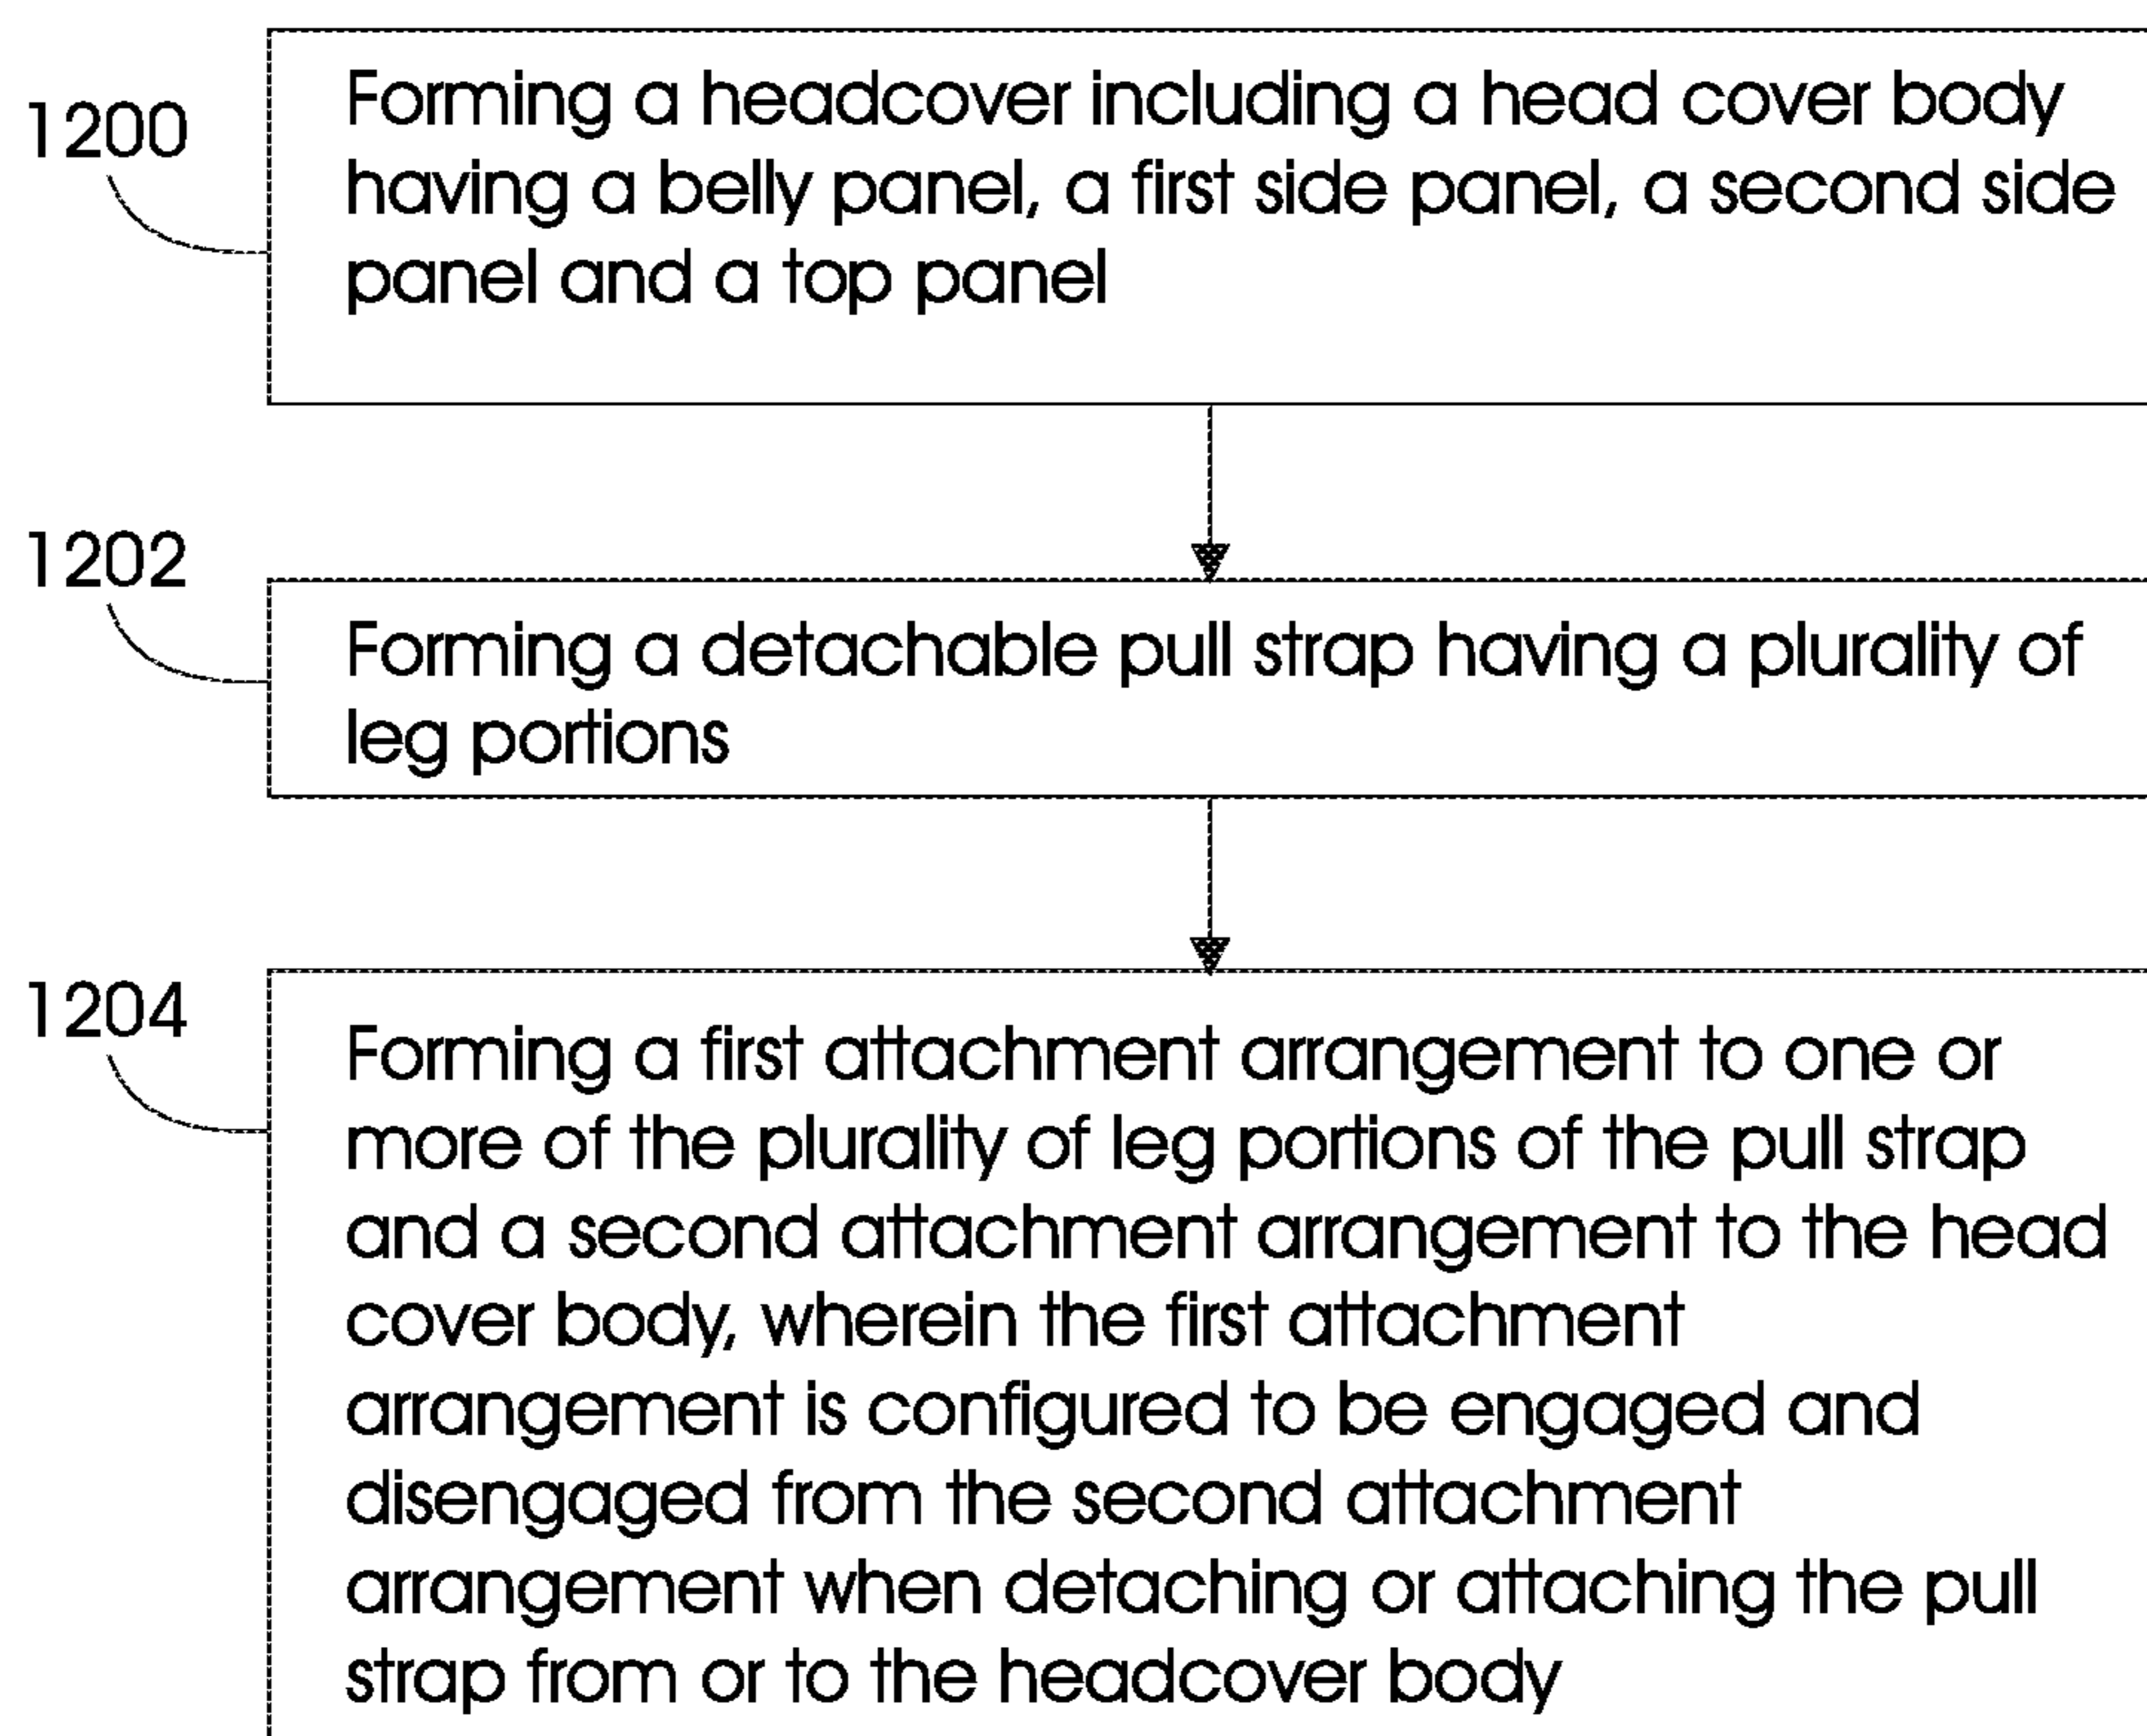 1200
Forming a headcover including a head cover body
having a belly panel, a first side panel, a second side
panel and a top panel
1202
Forming a detachable pull strap having a plurality of
leg portions
1204
Forming a first attachment arrangement to one or
more of the plurality of leg portions of the pull strap
and a second attachment arrangement to the head
cover body, wherein the first attachment
arrangement is configured to be engaged and
disengaged from the second attachment
arrangement when detaching or attaching the pull
strap from or to the headcover body